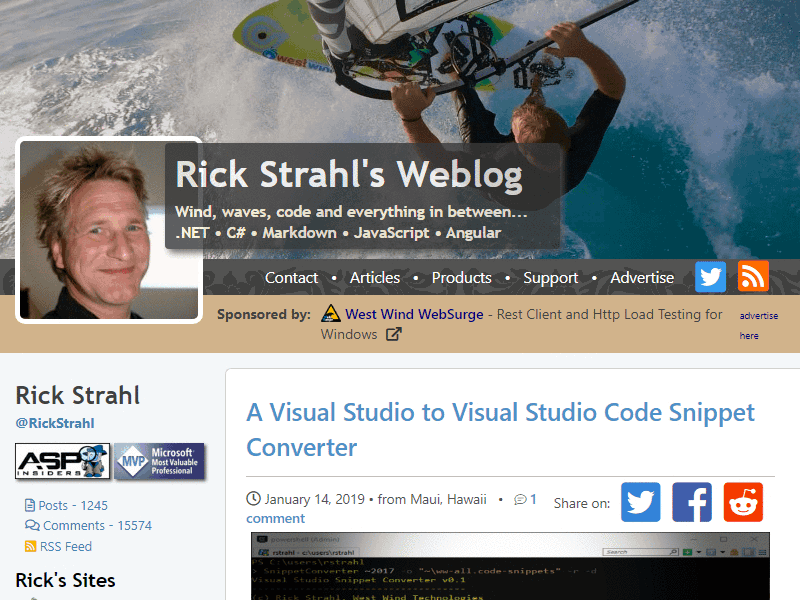 west wind
Rick Strahl's Weblog
Wind, waves, code and everything in between...
.NET • C# • Markdown • JavaScript • Angular
Contact • Articles • Products • Support • Advertise
Sponsored by: West Wind WebSurge - Rest Client and Http Load Testing for
Windows
advertise
here
Rick Strahl
@RickStrahl
ASP
INSIDERS
MVP
Microsoft
Most Valuable
Professional
Posts - 1245
Comments - 15574
RSS Feed
Rick's Sites
A Visual Studio to Visual Studio Code Snippet
Converter
January 14, 2019 • from Maui, Hawaii • 1
comment
Share on:
powershell (Admin)
rstrahl - c:\users\rstrahl
Search
PS C:\users\rstrahl
> SnippetConverter ~2017 -o "~\ww-all.code-snippets" -r -d
Visual Studio Snippet Converter v0.1
(c) Rick Strahl, West Wind Technologies